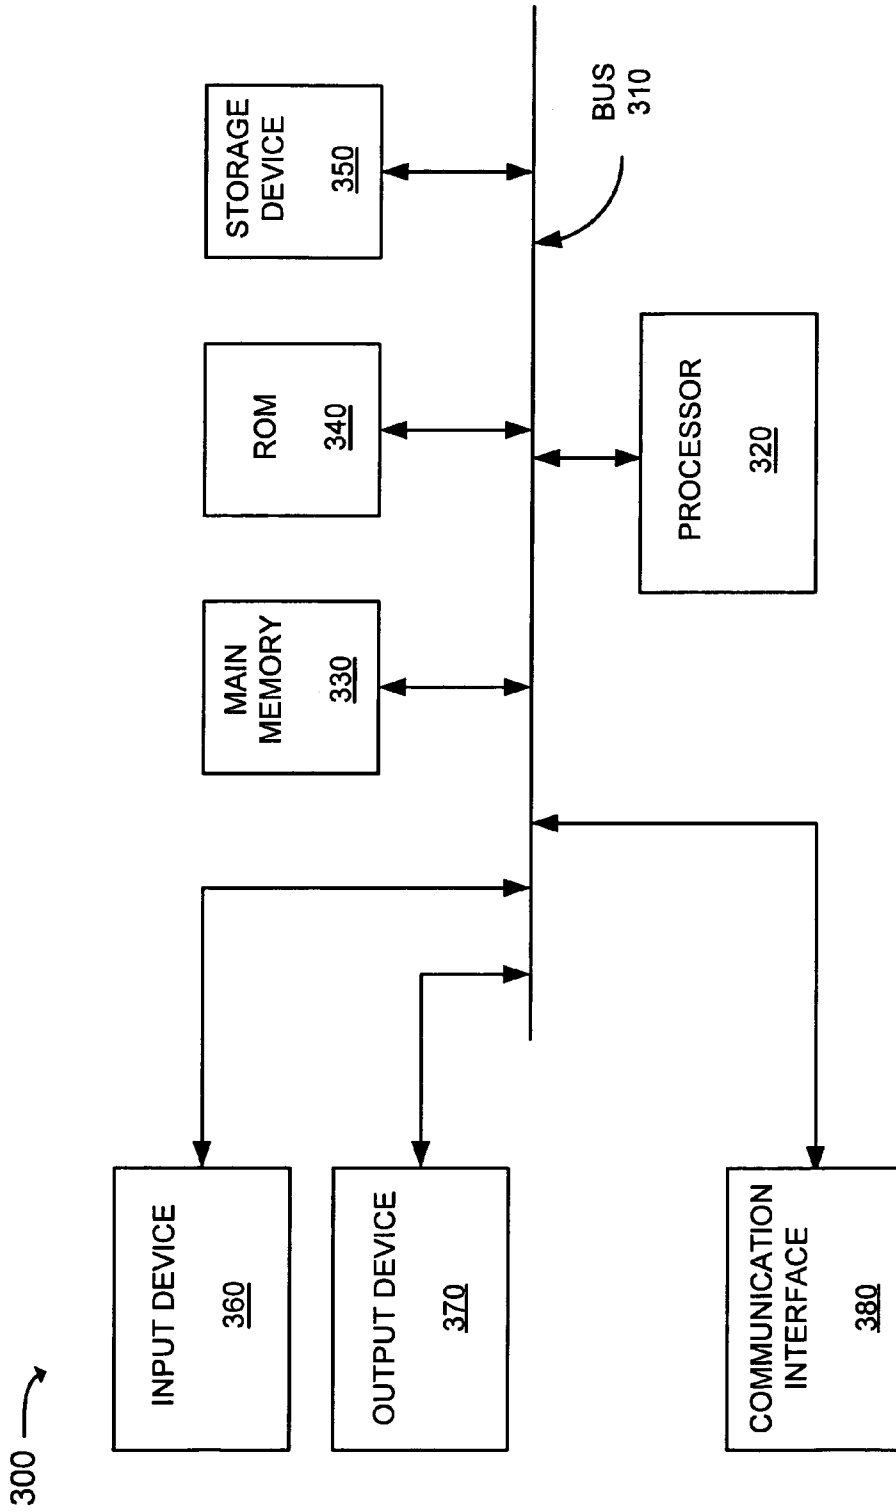 300
MAIN
MEMORY
330
ROM
340
STORAGE
DEVICE
350
INPUT DEVICE
360
OUTPUT DEVICE
370
COMMUNICATION
INTERFACE
380
PROCESSOR
320
BUS
310